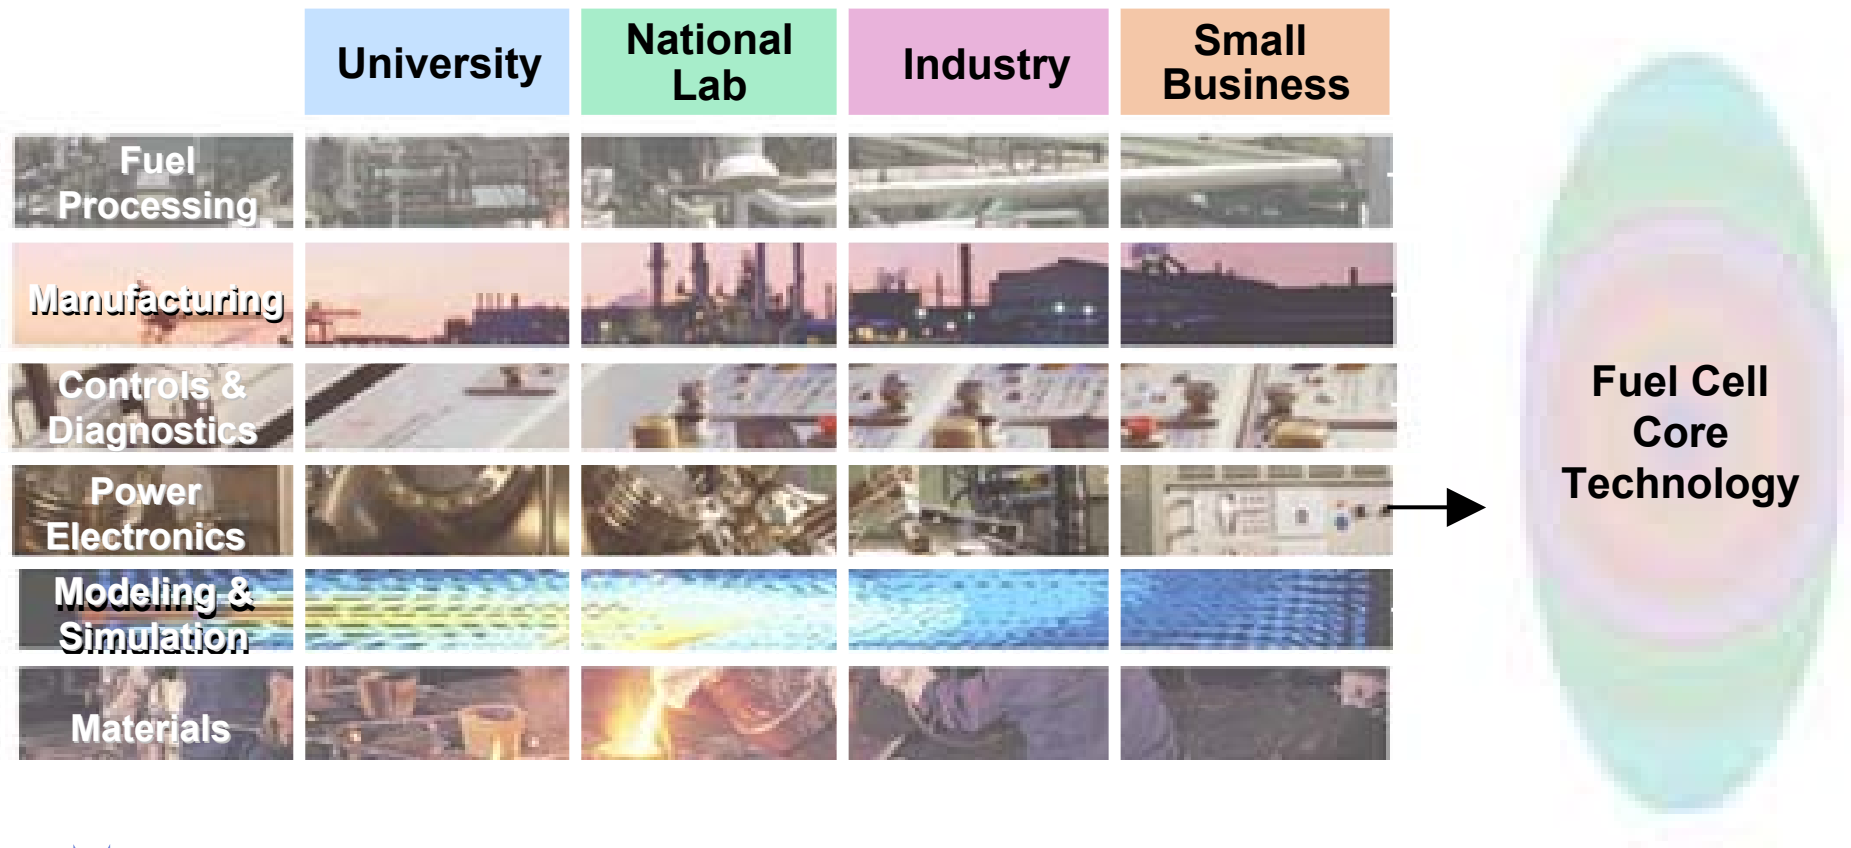 University
National
Lab
Industry
Small
Business
Fuel
Processing
Manufacturing
Controls &
Diagnostics
Power
Electronics
Modeling &
Simulation
Materials
Fuel Cell
Core
Technology